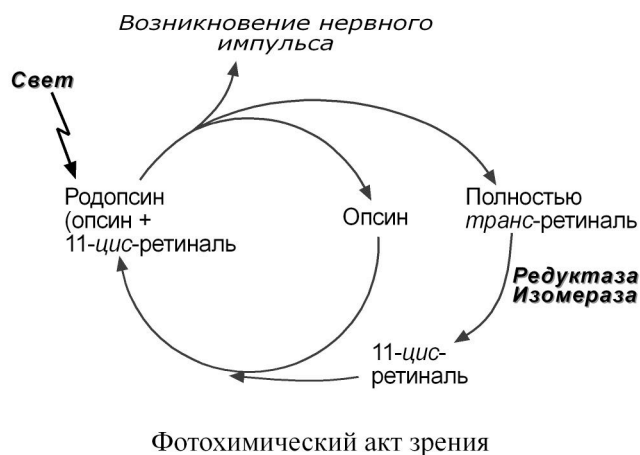 Возникновение нервного
импульса
Свет
Родопсин
(опсин +
11-цис-ретиналь
Опсин
Полностью
транс-ретиналь
Редуктаза
Изомераза
11-цис-
ретиналь
Фотохимический акт зрения